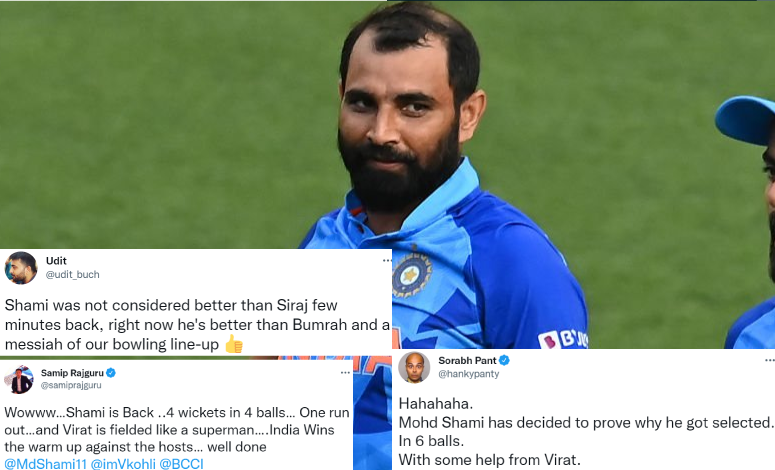 B
Udit
@udit_buch
Shami was not considered better than Siraj few
minutes back, right now he's better than Bumrah and a
messiah of our bowling line-up 👍
Samip Rajguru
@samiprajguru
Wowww...Shami is Back ..4 wickets in 4 balls... One run
out...and Virat is fielded like a superman....India Wins
the warm up against the hosts... well done
@MdShami11 @imVkohli @BCCI
Sorabh Pant
@hankypanty
Hahahaha.
Mohd Shami has decided to prove why he got selected.
In 6 balls.
With some help from Virat.